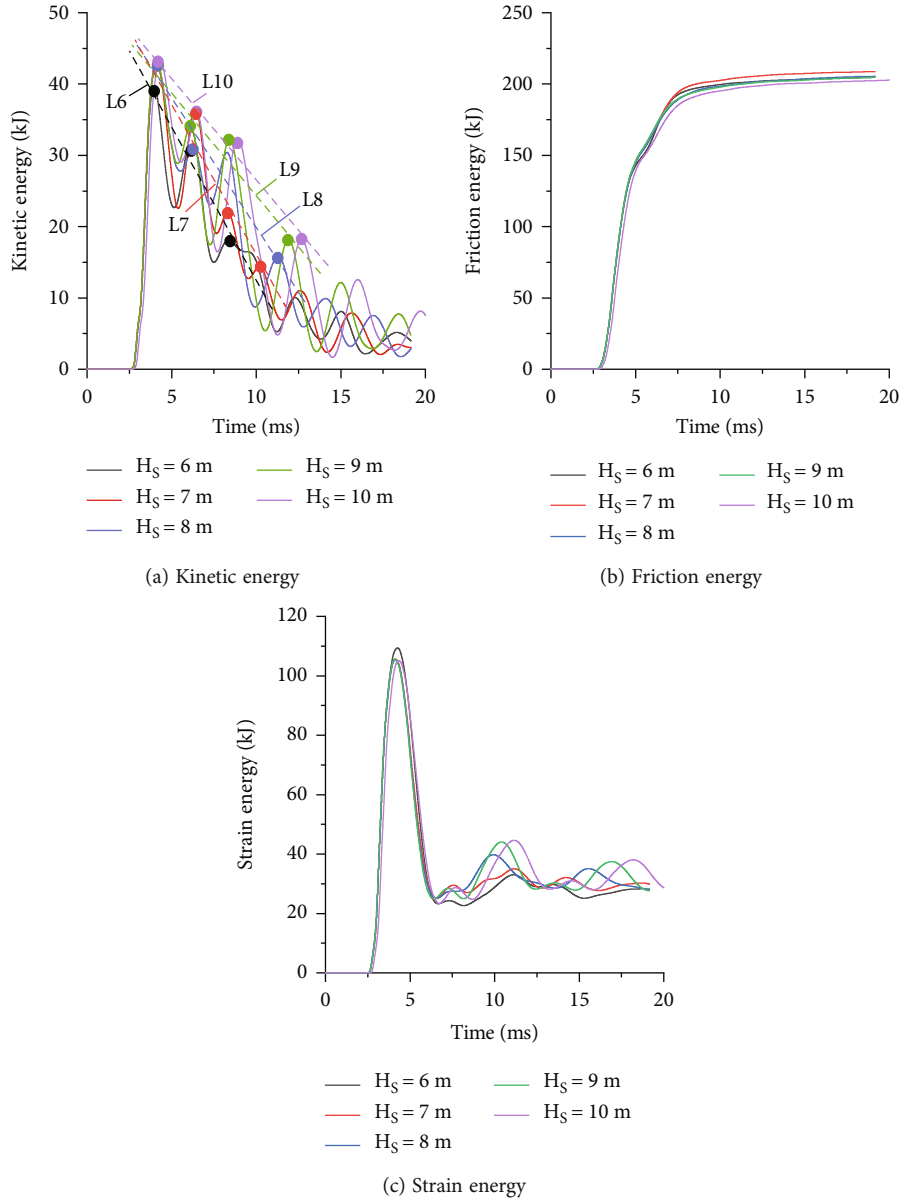 50
40
30
20
10
0
Kinetic energy (kJ)
L6
L10
L9
L8
L7
0 5 10 15 20
Time (ms)
H_S = 6 m
H_S = 7 m
H_S = 8 m
H_S = 9 m
H_S = 10 m
(a) Kinetic energy
250
200
150
100
50
0
Friction energy (kJ)
0 5 10 15 20
Time (ms)
H_S = 6 m
H_S = 7 m
H_S = 8 m
H_S = 9 m
H_S = 10 m
(b) Friction energy
120
100
80
60
40
20
0
Strain energy (kJ)
0 5 10 15 20
Time (ms)
H_S = 6 m
H_S = 7 m
H_S = 8 m
H_S = 9 m
H_S = 10 m
(c) Strain energy